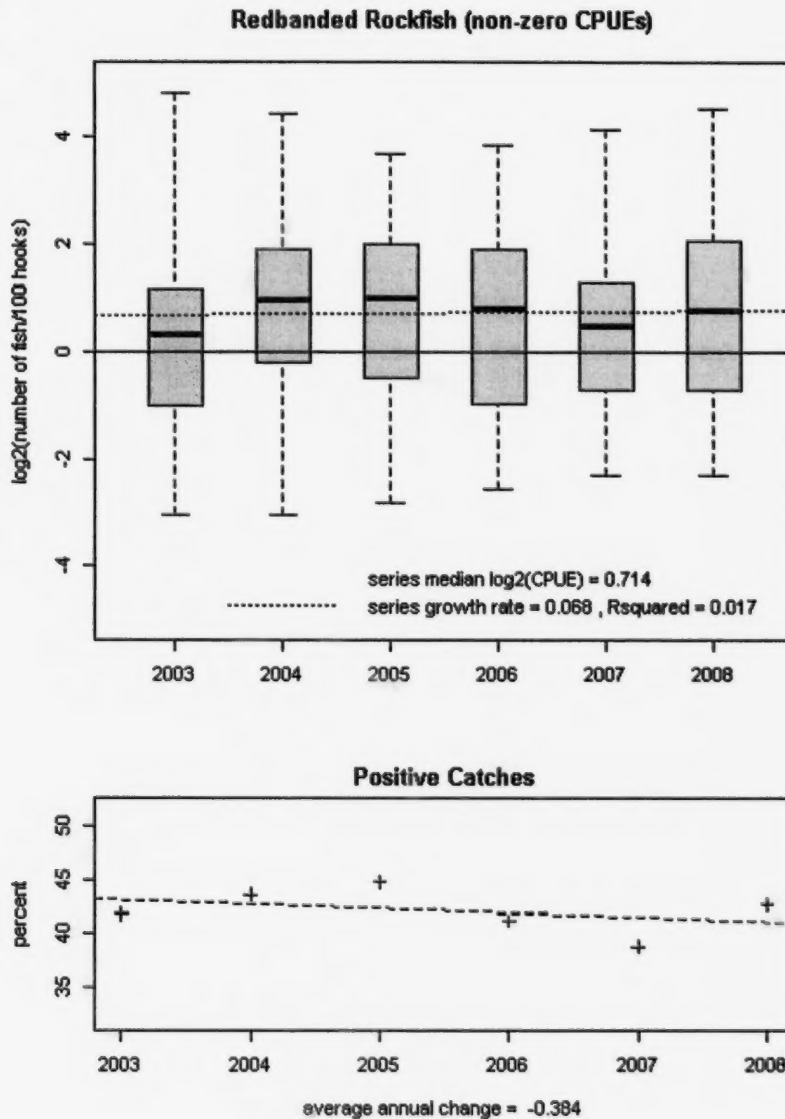 Redbanded Rockfish (non-zero CPUEs)
log2(number of fish/100 hooks)
4
2
0
-2
-4
series median log2(CPUE) = 0.714
series growth rate = 0.068 , Rsquared = 0.017
2003 2004 2005 2006 2007 2008
Positive Catches
percent
50
45
40
35
2003 2004 2005 2006 2007 2008
average annual change = -0.384